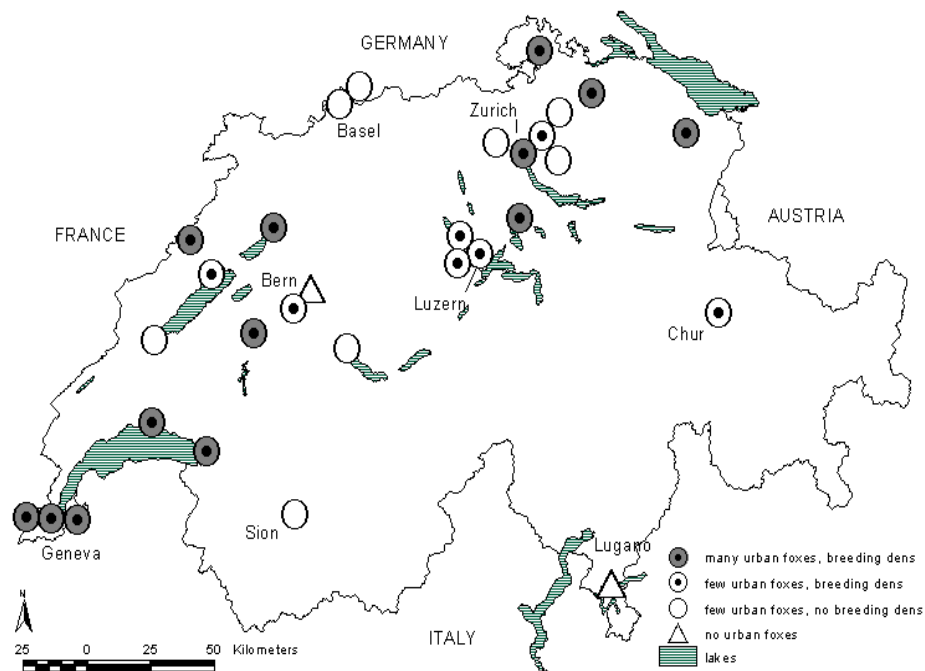 GERMANY
Zurich
Basel
FRANCE
AUSTRIA
Bern
Luzern
Chur
Sion
Geneva
Lugano
many urban foxes, breeding dens
few urban foxes, breeding dens
few urban foxes, no breeding dens
no urban foxes
lakes
ITALY
N
25 0 25 50 Kilometers